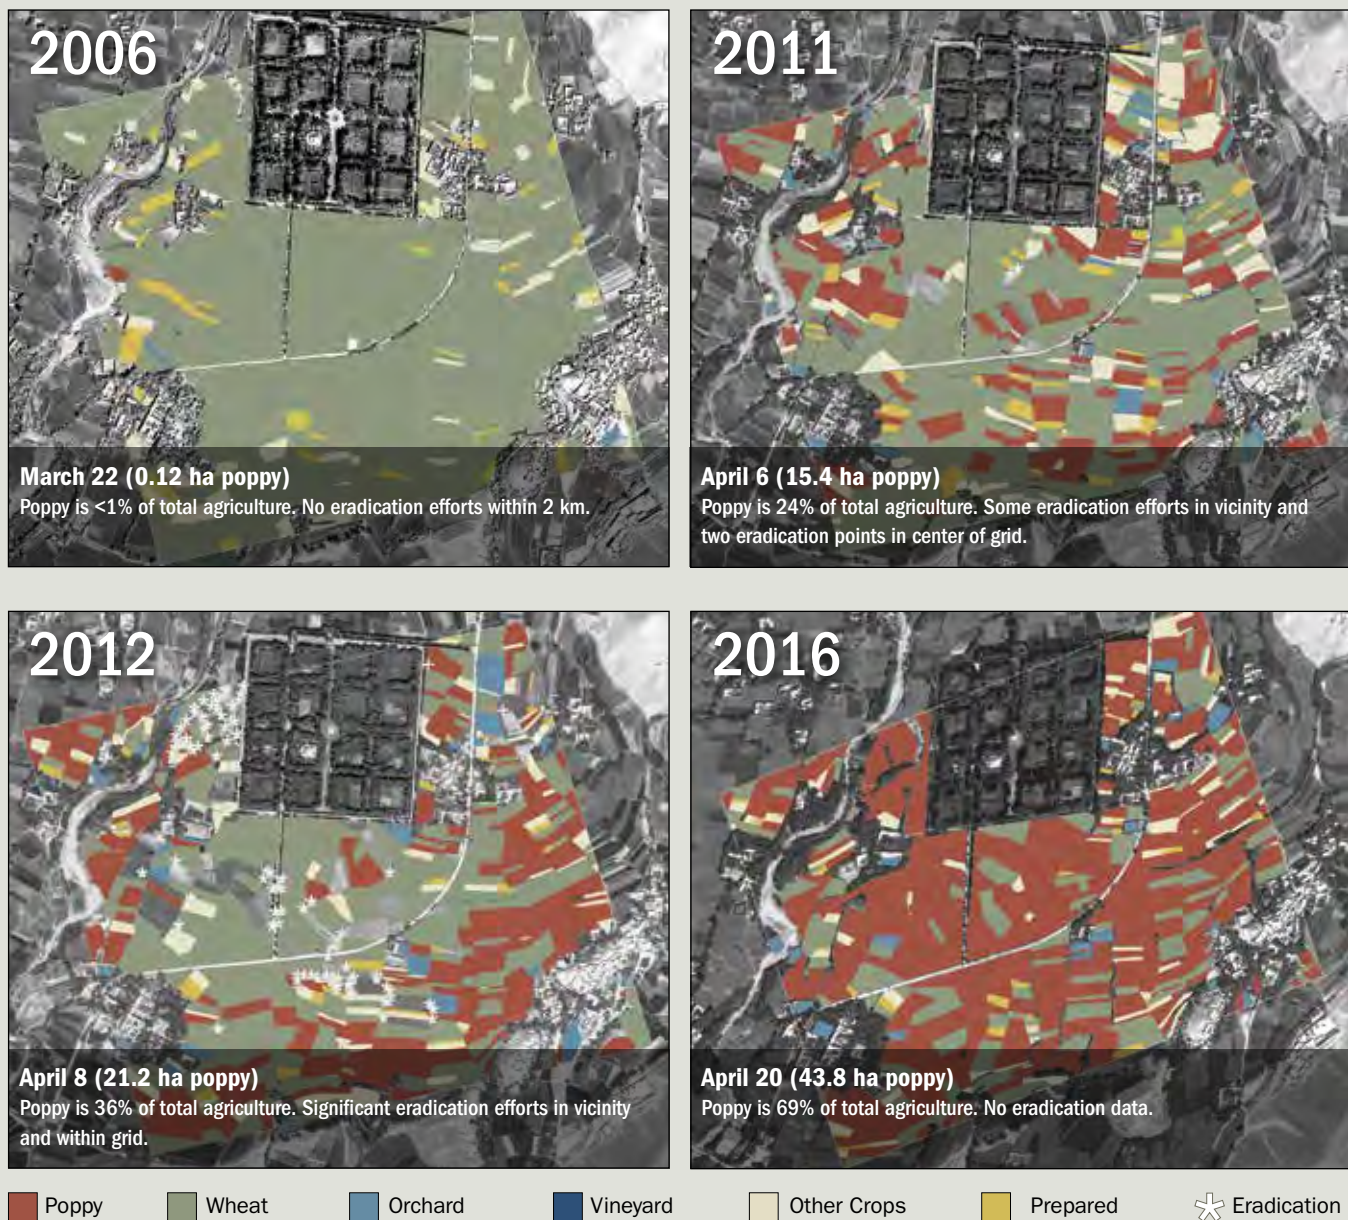 2006
March 22 (0.12 ha poppy)
Poppy is <1% of total agriculture. No eradication efforts within 2 km.
2011
April 6 (15.4 ha poppy)
Poppy is 24% of total agriculture. Some eradication efforts in vicinity and
two eradication points in center of grid.
2012
April 8 (21.2 ha poppy)
Poppy is 36% of total agriculture. Significant eradication efforts in vicinity
and within grid.
2016
April 20 (43.8 ha poppy)
Poppy is 69% of total agriculture. No eradication data.
Poppy
Wheat
Orchard
Vineyard
Other Crops
Prepared
Eradication